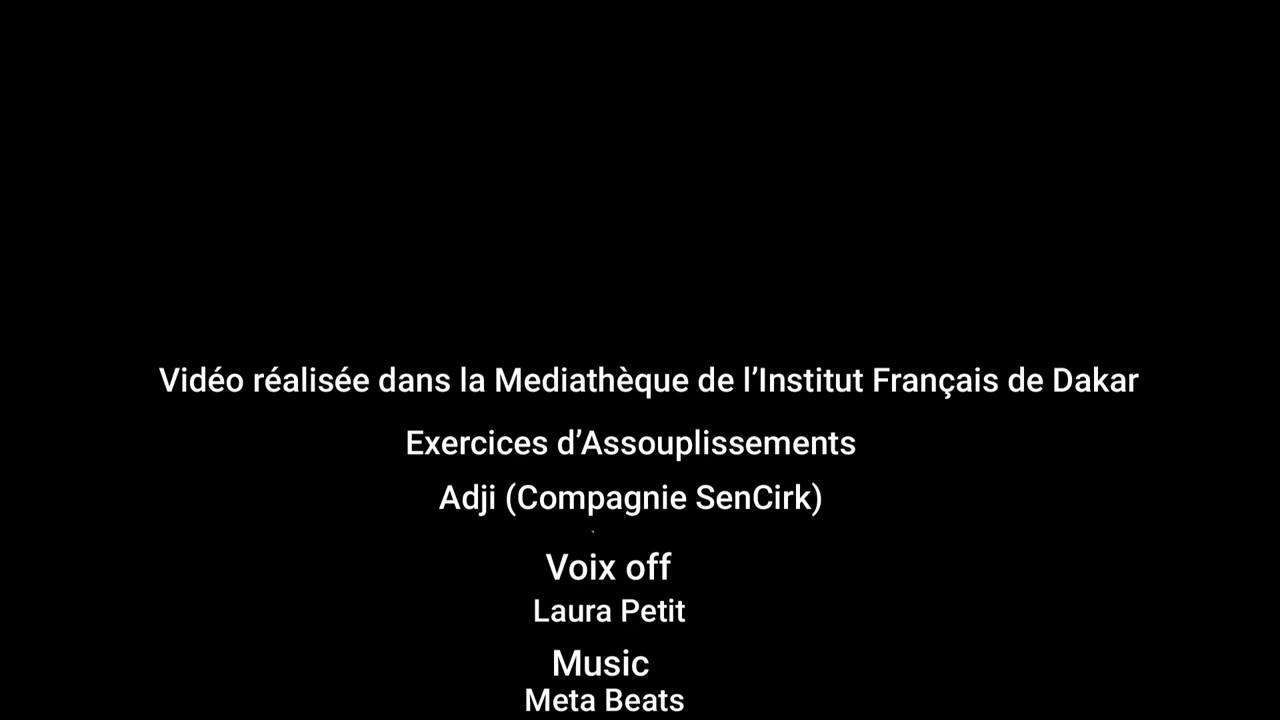 Vidéo réalisée dans la Mediathèque de l’Institut Français de Dakar
Exercices d’Assouplissements
Adji (Compagnie SenCirk)
Voix off
Laura Petit
Music
Meta Beats